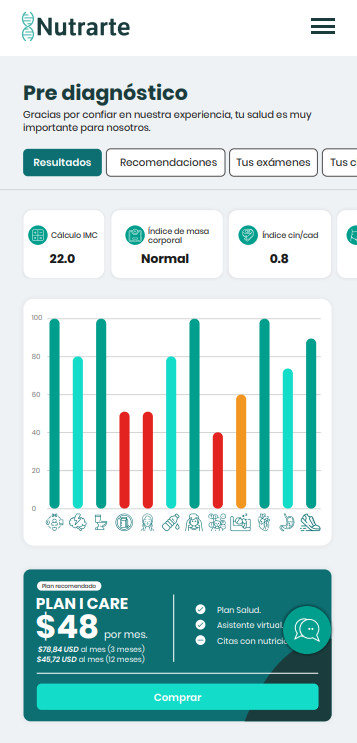 Nutrarte
Pre diagnóstico
Gracias por confiar en nuestra experiencia, tu salud es muy
importante para nosotros.
Resultados
Recomendaciones
Tus exámenes
Tus c
Cálculo IMC
22.0
Índice de masa
corporal
Normal
Índice cin/cad
0.8
100
80
60
40
20
0
Plan recomendado
PLAN I CARE
$48 por mes.
$78,84 USD al mes (3 meses)
$45,72 USD al mes (12 meses)
Plan Salud.
Asistente virtual.
Citas con nutricio
Comprar